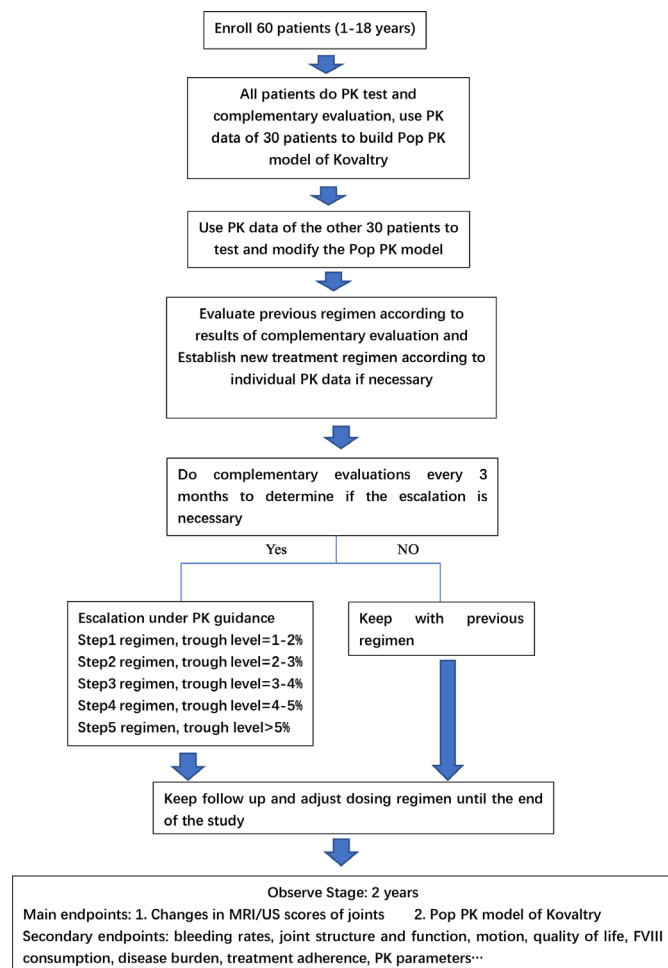 Enroll 60 patients (1-18 years)
All patients do PK test and
complementary evaluation, use PK
data of 30 patients to build Pop PK
model of Kovaltry
Use PK data of the other 30 patients to
test and modify the Pop PK model
Evaluate previous regimen according to
results of complementary evaluation and
Establish new treatment regimen according to
individual PK data if necessary
Do complementary evaluations every 3
months to determine if the escalation is
necessary
Yes NO
Escalation under PK guidance
Step1 regimen, trough level=1-2%
Step2 regimen, trough level=2-3%
Step3 regimen, trough level=3-4%
Step4 regimen, trough level=4-5%
Step5 regimen, trough level>5%
Keep with previous
regimen
Keep follow up and adjust dosing regimen until the end
of the study
Observe Stage: 2 years
Main endpoints: 1. Changes in MRI/US scores of joints 2. Pop PK model of Kovaltry
Secondary endpoints: bleeding rates, joint structure and function, motion, quality of life, FVIII
consumption, disease burden, treatment adherence, PK parameters…